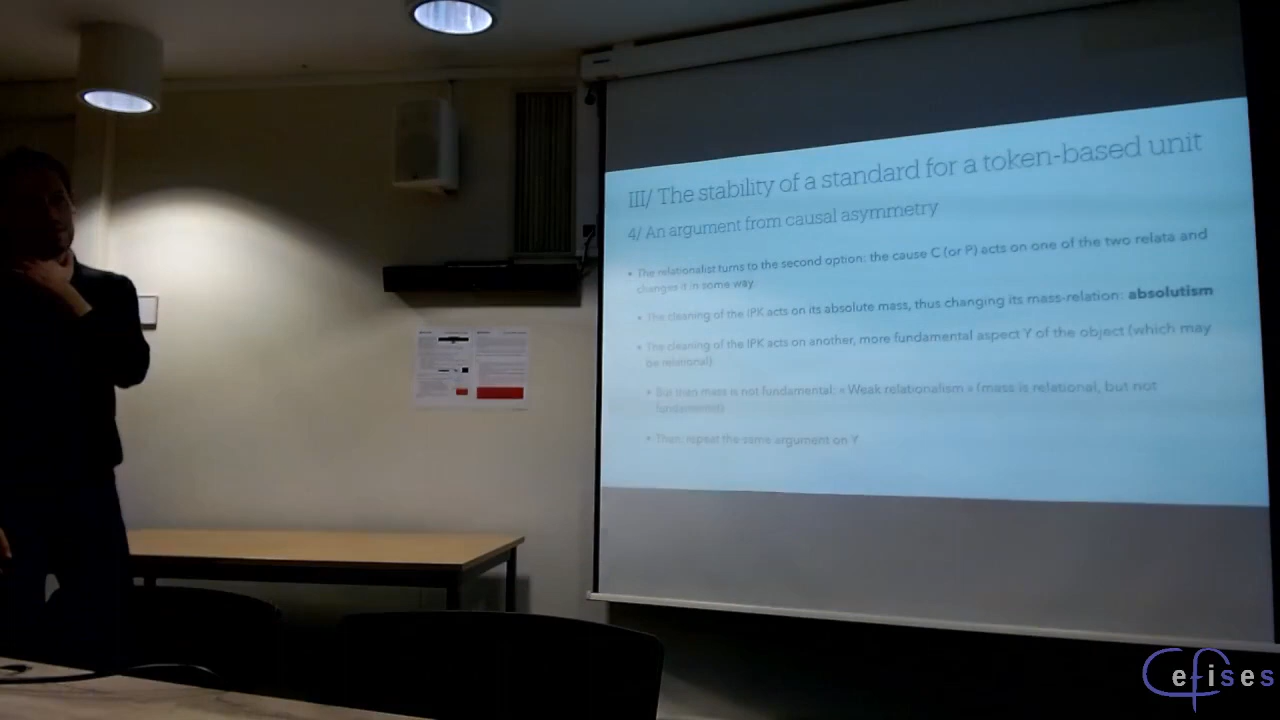 III/ The stability of a standard for a token-based unit
4/ An argument from causal asymmetry
• The relationalist turns to the second option: the cause C (or P) acts on one of the two relata and
changes it in some way
• The cleaning of the IPK acts on its absolute mass, thus changing its mass-relation: absolutism
• The cleaning of the IPK acts on another, more fundamental aspect Y of the object (which may
be relational)
• But then mass is not fundamental: « Weak relationalism » (mass is relational, but not
fundamental)
• Then, repeat the same argument on Y
Cefises